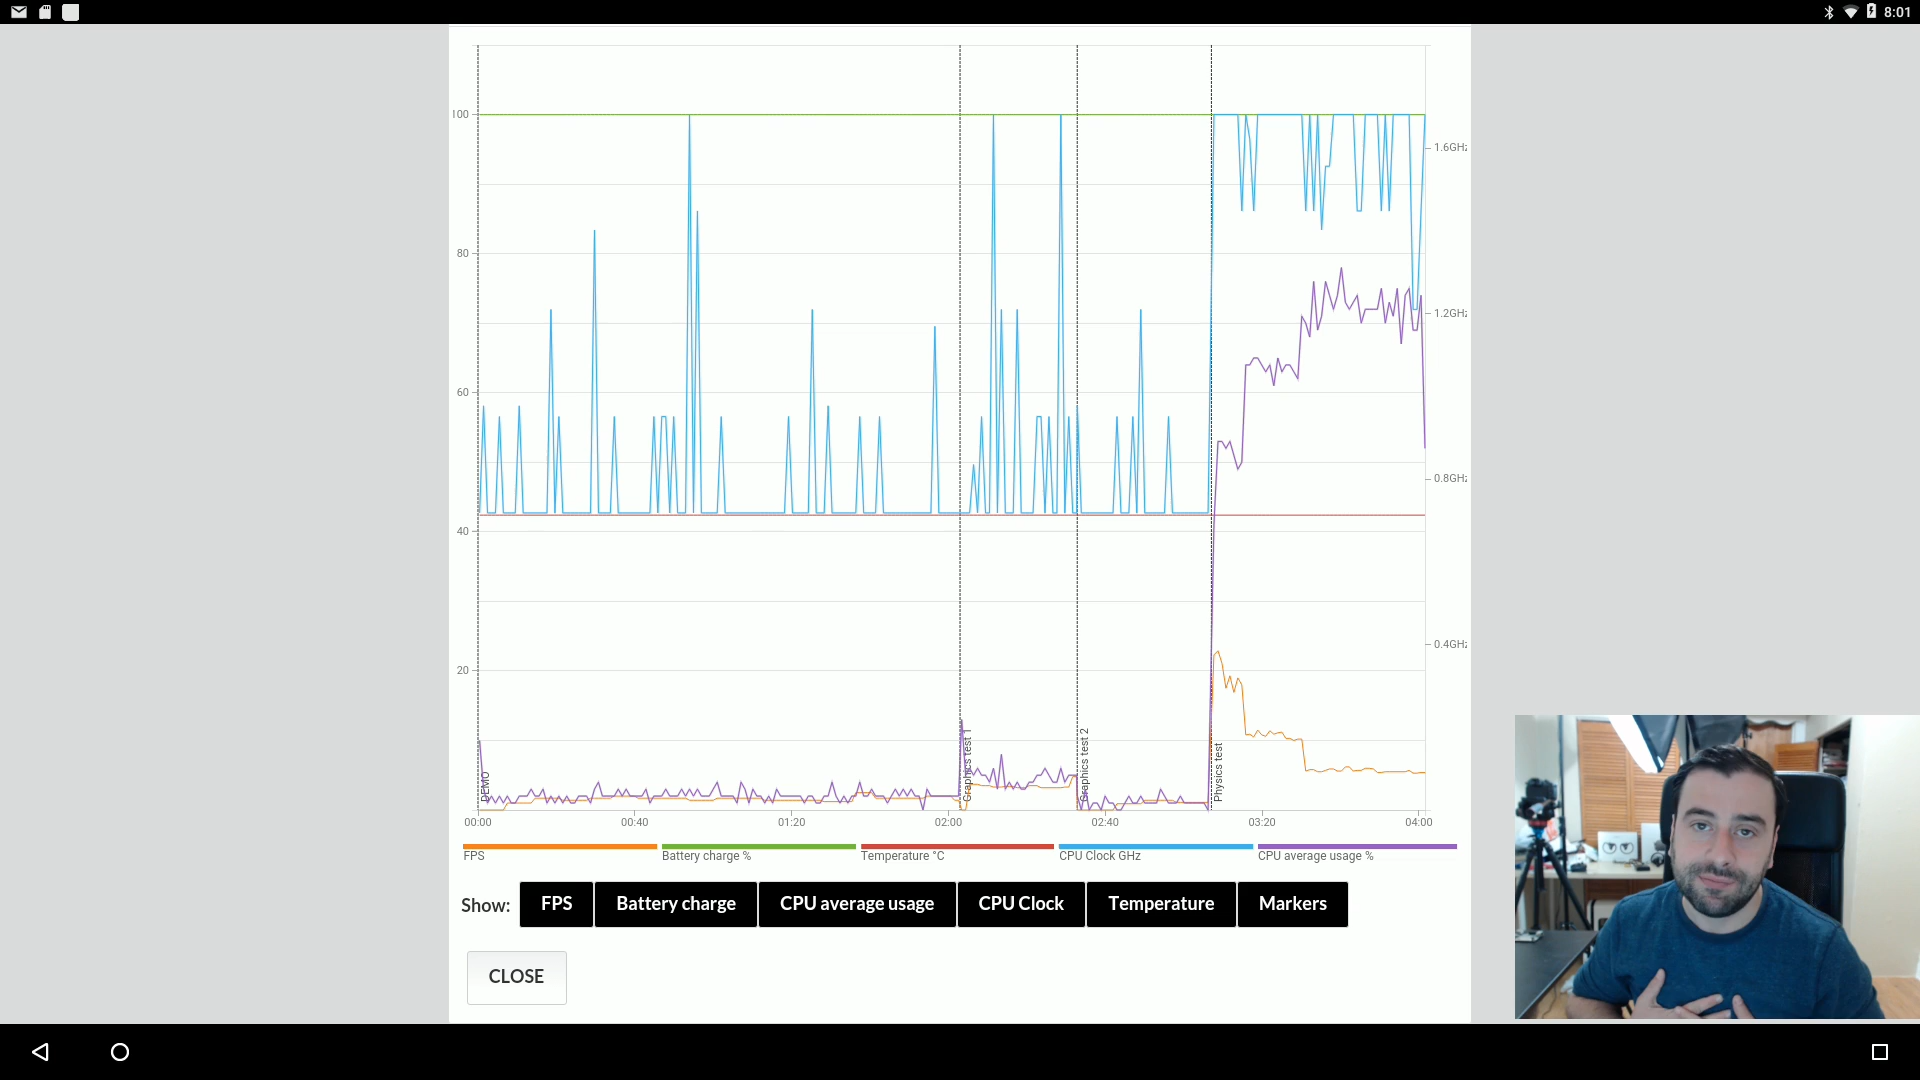 8:01
100
80
60
40
20
1.6GHz
1.2GHz
0.8GHz
0.4GHz
DEMO
Graphics test 1
Graphics test 2
Physics test
00:00 00:40 01:20 02:00 02:40 03:20 04:00
FPS Battery charge % Temperature °C CPU Clock GHz CPU average usage %
Show: FPS Battery charge CPU average usage CPU Clock Temperature Markers
CLOSE